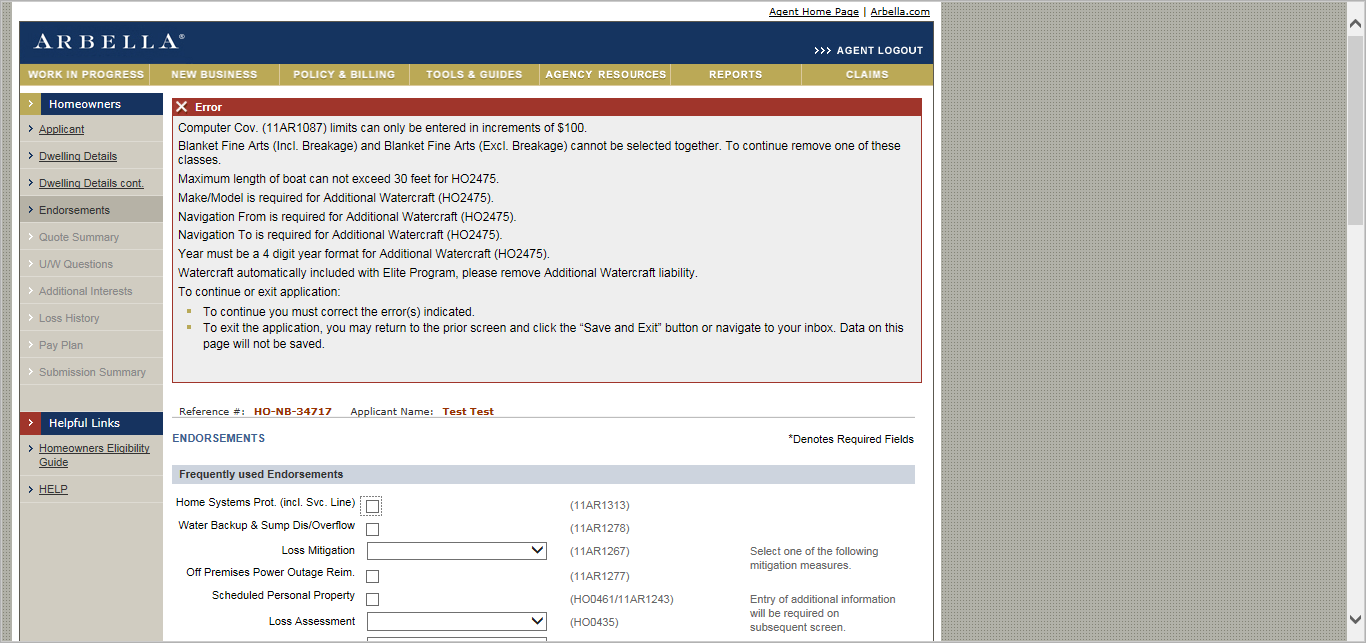 Agent Home Page | Arbella.com
ARBELLA®
>>> AGENT LOGOUT
WORK IN PROGRESS NEW BUSINESS POLICY & BILLING TOOLS & GUIDES AGENCY RESOURCES REPORTS CLAIMS
Homeowners
Applicant
Dwelling Details
Dwelling Details cont.
Endorsements
Quote Summary
U/W Questions
Additional Interests
Loss History
Pay Plan
Submission Summary
Helpful Links
Homeowners Eligibility
Guide
HELP
Error
Computer Cov. (11AR1087) limits can only be entered in increments of $100.
Blanket Fine Arts (Incl. Breakage) and Blanket Fine Arts (Excl. Breakage) cannot be selected together. To continue remove one of these
classes.
Maximum length of boat can not exceed 30 feet for HO2475.
Make/Model is required for Additional Watercraft (HO2475).
Navigation From is required for Additional Watercraft (HO2475).
Navigation To is required for Additional Watercraft (HO2475).
Year must be a 4 digit year format for Additional Watercraft (HO2475).
Watercraft automatically included with Elite Program, please remove Additional Watercraft liability.
To continue or exit application:
To continue you must correct the error(s) indicated.
To exit the application, you may return to the prior screen and click the “Save and Exit” button or navigate to your inbox. Data on this
page will not be saved.
Reference #: HO-NB-34717 Applicant Name: Test Test
ENDORSEMENTS
*Denotes Required Fields
Frequently used Endorsements
Home Systems Prot. (incl. Svc. Line) (11AR1313)
Water Backup & Sump Dis/Overflow (11AR1278)
Loss Mitigation (11AR1267) Select one of the following
mitigation measures.
Off Premises Power Outage Reim. (11AR1277)
Scheduled Personal Property (HO0461/11AR1243) Entry of additional information
will be required on
subsequent screen.
Loss Assessment (HO0435)